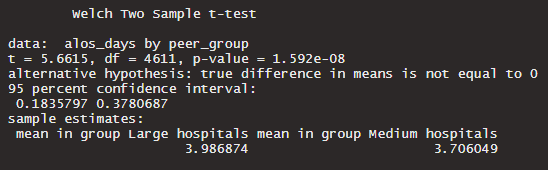 Welch Two Sample t-test
data:  alos_days by peer_group
t = 5.6615, df = 4611, p-value = 1.592e-08
alternative hypothesis: true difference in means is not equal to 0
95 percent confidence interval:
 0.1835797 0.3780687
sample estimates:
 mean in group Large hospitals mean in group Medium hospitals
                      3.986874                       3.706049